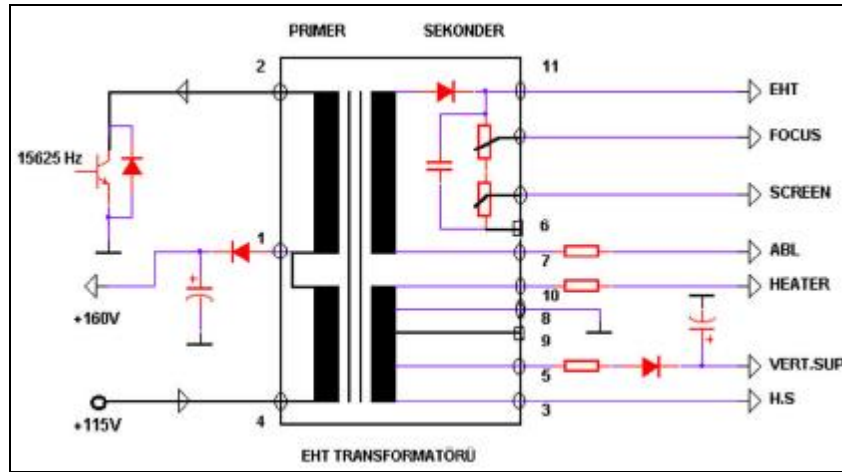 PRIMER SEKONDER
2 11
EHT
FOCUS
15625 Hz
SCREEN
6
1 7 ABL
10 HEATER
8
+160V
9
5 VERT.SUP
+115V 4 3 H.S
EHT TRANSFORMATÖRÜ